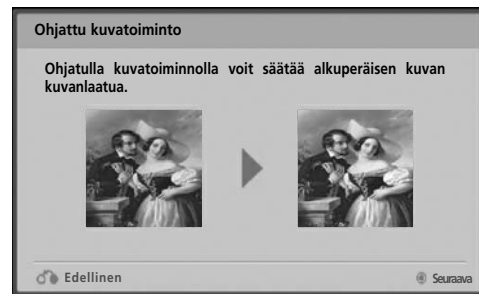 Ohjattu kuvatoiminto
Ohjatulla kuvatoiminnolla voit säätää alkuperäisen kuvan
kuvanlaatua.
Edellinen
Seuraava